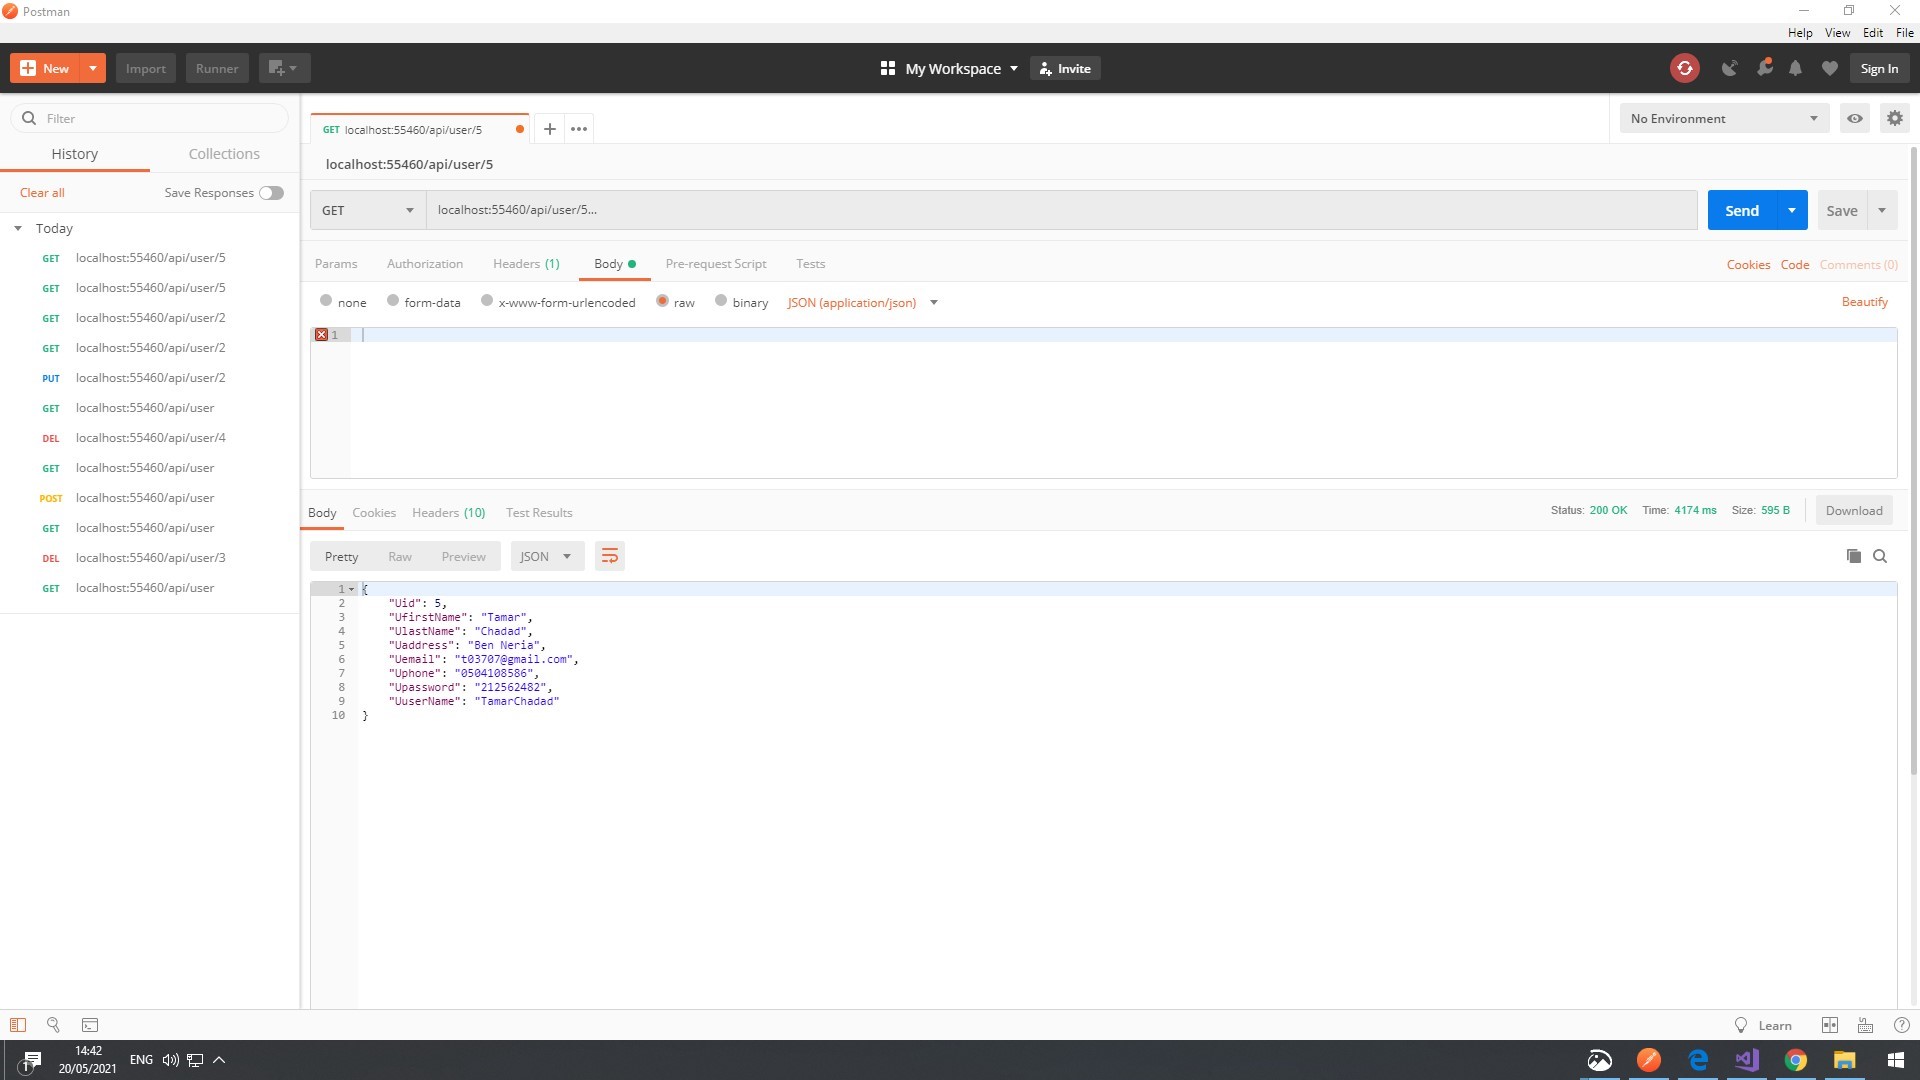 Postman
Help View Edit File
New Import Runner My Workspace Invite Sign In
Filter
History Collections
Clear all Save Responses
Today
GET localhost:55460/api/user/5
GET localhost:55460/api/user/5
GET localhost:55460/api/user/2
GET localhost:55460/api/user/2
PUT localhost:55460/api/user/2
GET localhost:55460/api/user
DEL localhost:55460/api/user/4
GET localhost:55460/api/user
POST localhost:55460/api/user
GET localhost:55460/api/user
DEL localhost:55460/api/user/3
GET localhost:55460/api/user
GET localhost:55460/api/user/5
No Environment
localhost:55460/api/user/5
GET localhost:55460/api/user/5... Send Save
Params Authorization Headers (1) Body Pre-request Script Tests Cookies Code Comments (0)
none form-data x-www-form-urlencoded raw binary JSON (application/json) Beautify
1
Body Cookies Headers (10) Test Results Status: 200 OK Time: 4174 ms Size: 595 B Download
Pretty Raw Preview JSON
1 {
2 "Uid": 5,
3 "UfirstName": "Tamar",
4 "UlastName": "Chadad",
5 "Uaddress": "Ben Neria",
6 "Uemail": "t03707@gmail.com",
7 "Uphone": "0504108586",
8 "Upassword": "212562482",
9 "UuserName": "TamarChadad"
10 }
Learn
1 14:42 ENG
20/05/2021